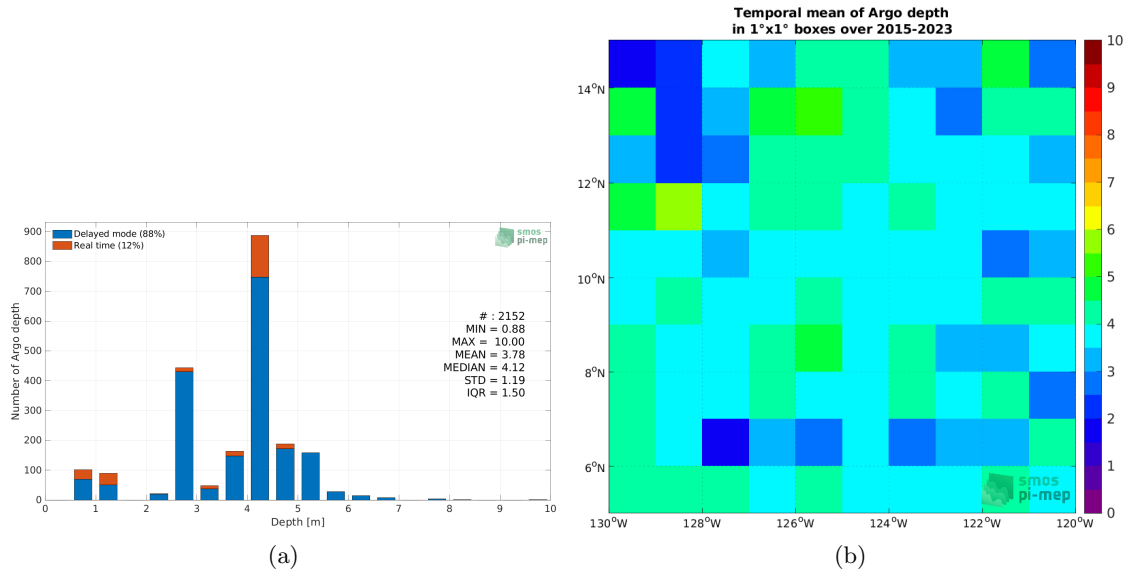 Delayed mode (88%)
Real time (12%)
smos
pi-mep
# : 2152
MIN = 0.88
MAX = 10.00
MEAN = 3.78
MEDIAN = 4.12
STD = 1.19
IQR = 1.50
Number of Argo depth
900
800
700
600
500
400
300
200
100
0
0 1 2 3 4 5 6 7 8 9 10
Depth [m]
(a)
Temporal mean of Argo depth
in 1°x1° boxes over 2015-2023
14°N
12°N
10°N
8°N
6°N
130°W 128°W 126°W 124°W 122°W 120°W
10
9
8
7
6
5
4
3
2
1
0
smos
pi-mep
(b)